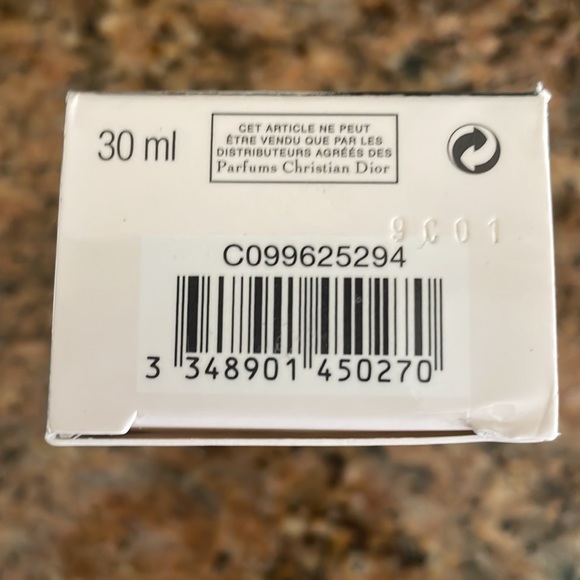 30 ml
CET ARTICLE NE PEUT
ÊTRE VENDU QUE PAR LES
DISTRIBUTEURS AGRÉÉS DES
Parfums Christian Dior
9C01
C099625294
3 348901 450270